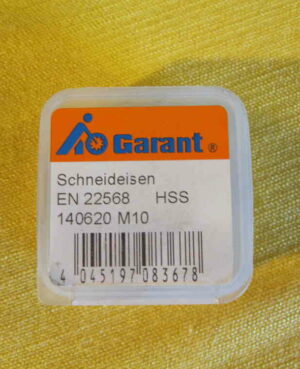 Garant ®
Schneideisen
EN 22568 HSS
140620 M10
4 045197 083678